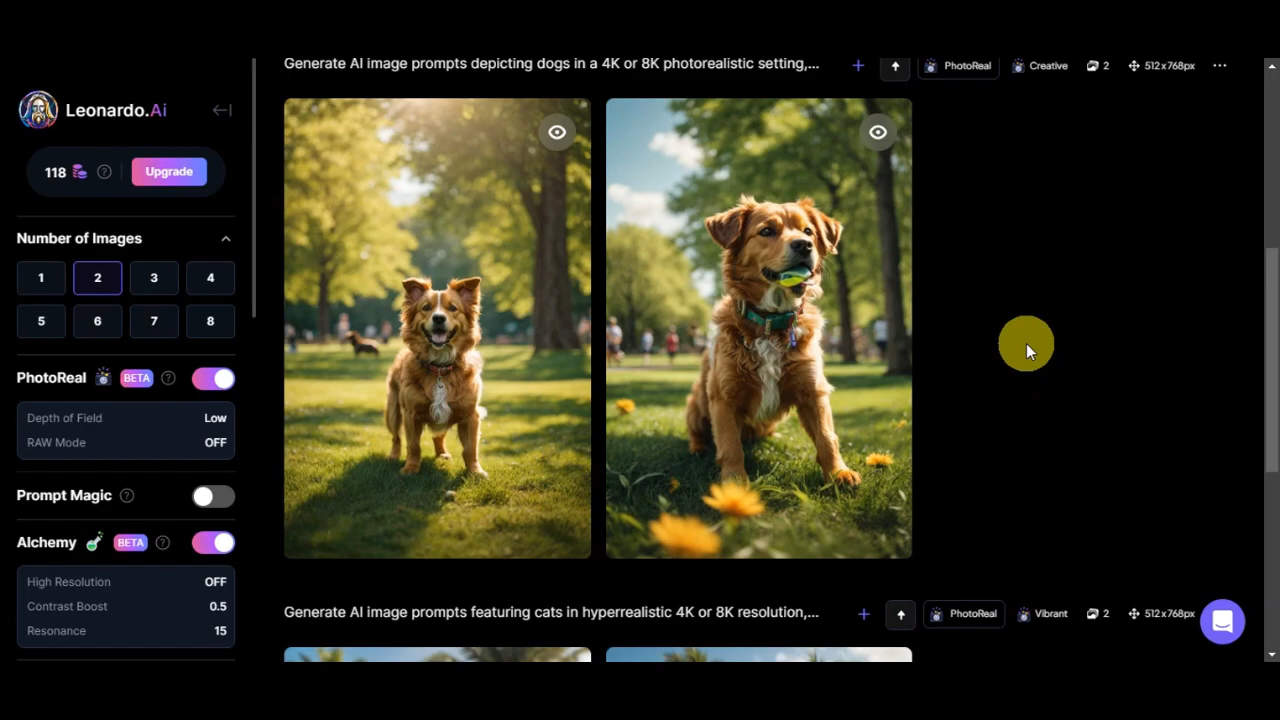 Generate AI image prompts depicting dogs in a 4K or 8K photorealistic setting,...
PhotoReal
Creative
2
512x768px
Leonardo.Ai
118
Upgrade
Number of Images
1 2 3 4
5 6 7 8
PhotoReal BETA
Depth of Field Low
RAW Mode OFF
Prompt Magic
Alchemy BETA
High Resolution OFF
Contrast Boost 0.5
Resonance 15
Generate AI image prompts featuring cats in hyperrealistic 4K or 8K resolution,...
PhotoReal
Vibrant
2
512x768px